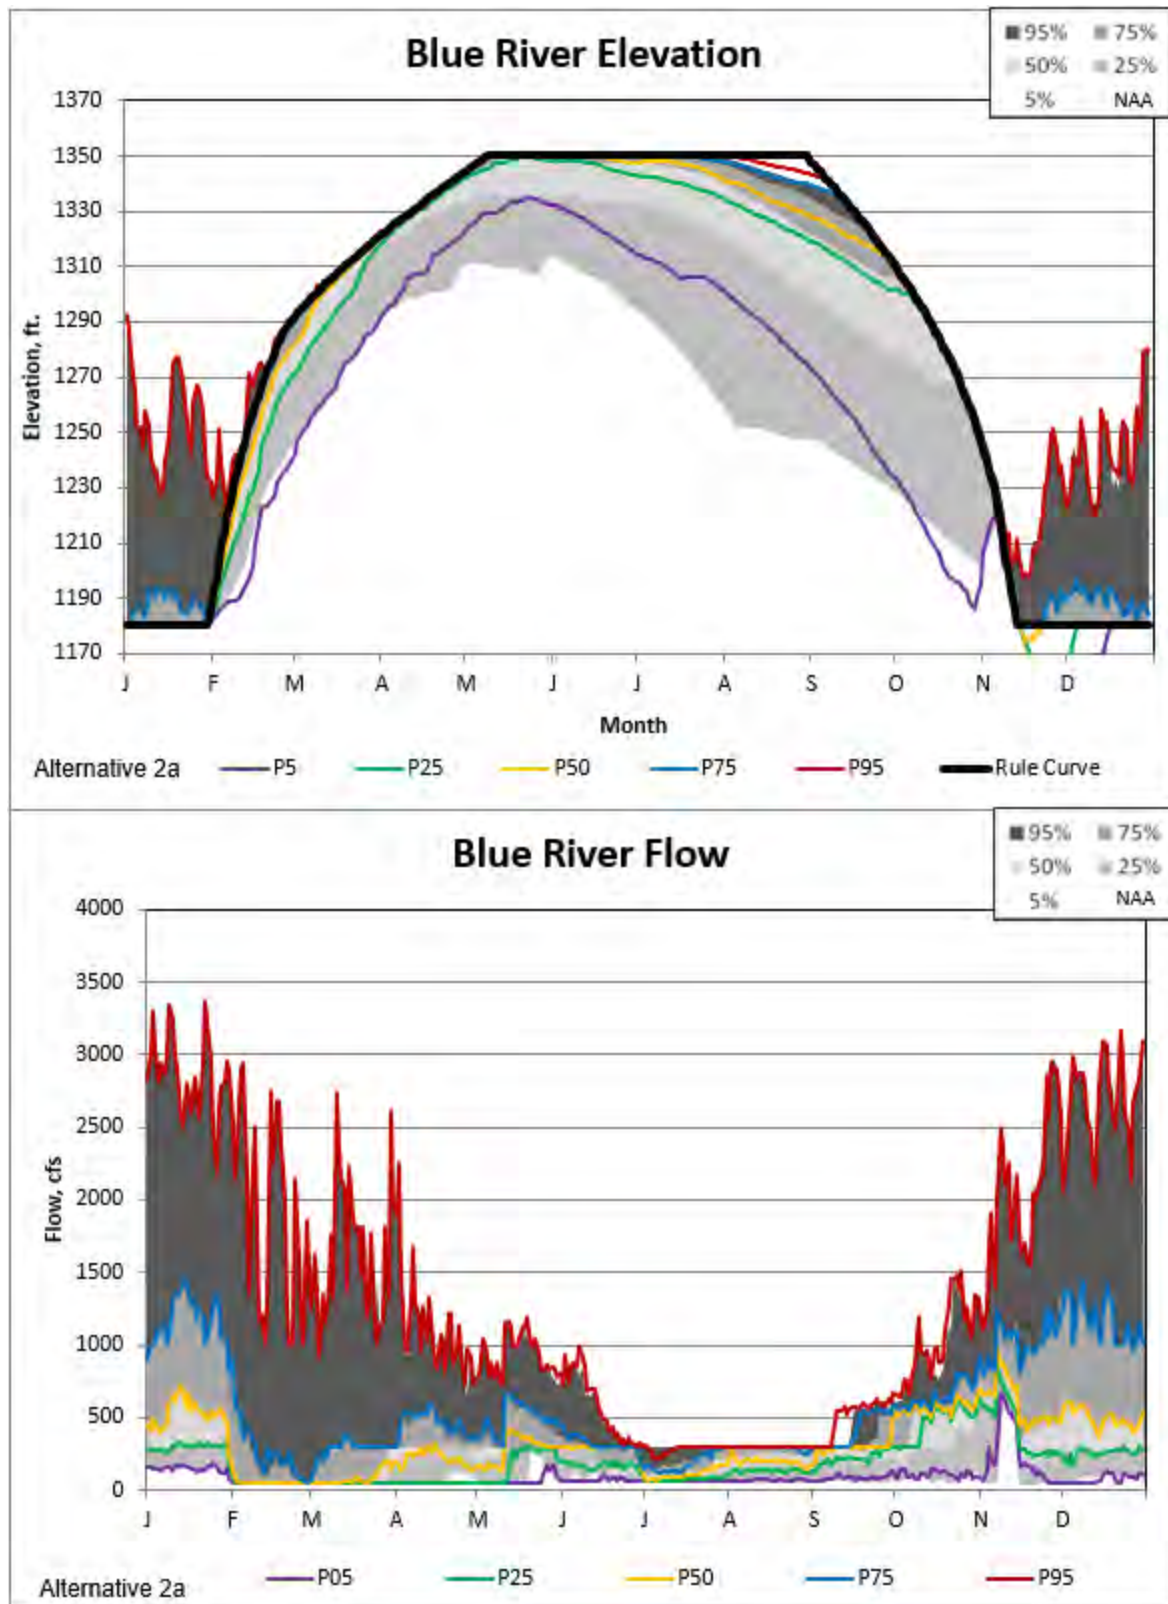 Blue River Elevation
95% 75%
50% 25%
5% NAA
1370
1350
1330
1310
1290
1270
1250
1230
1210
1190
1170
Elevation, ft.
J F M A M J J A S O N D
Month
Alternative 2a P5 P25 P50 P75 P95 Rule Curve
Blue River Flow
95% 75%
50% 25%
5% NAA
4000
3500
3000
2500
2000
1500
1000
500
0
Flow, cfs
J F M A M J J A S O N D
Alternative 2a P05 P25 P50 P75 P95